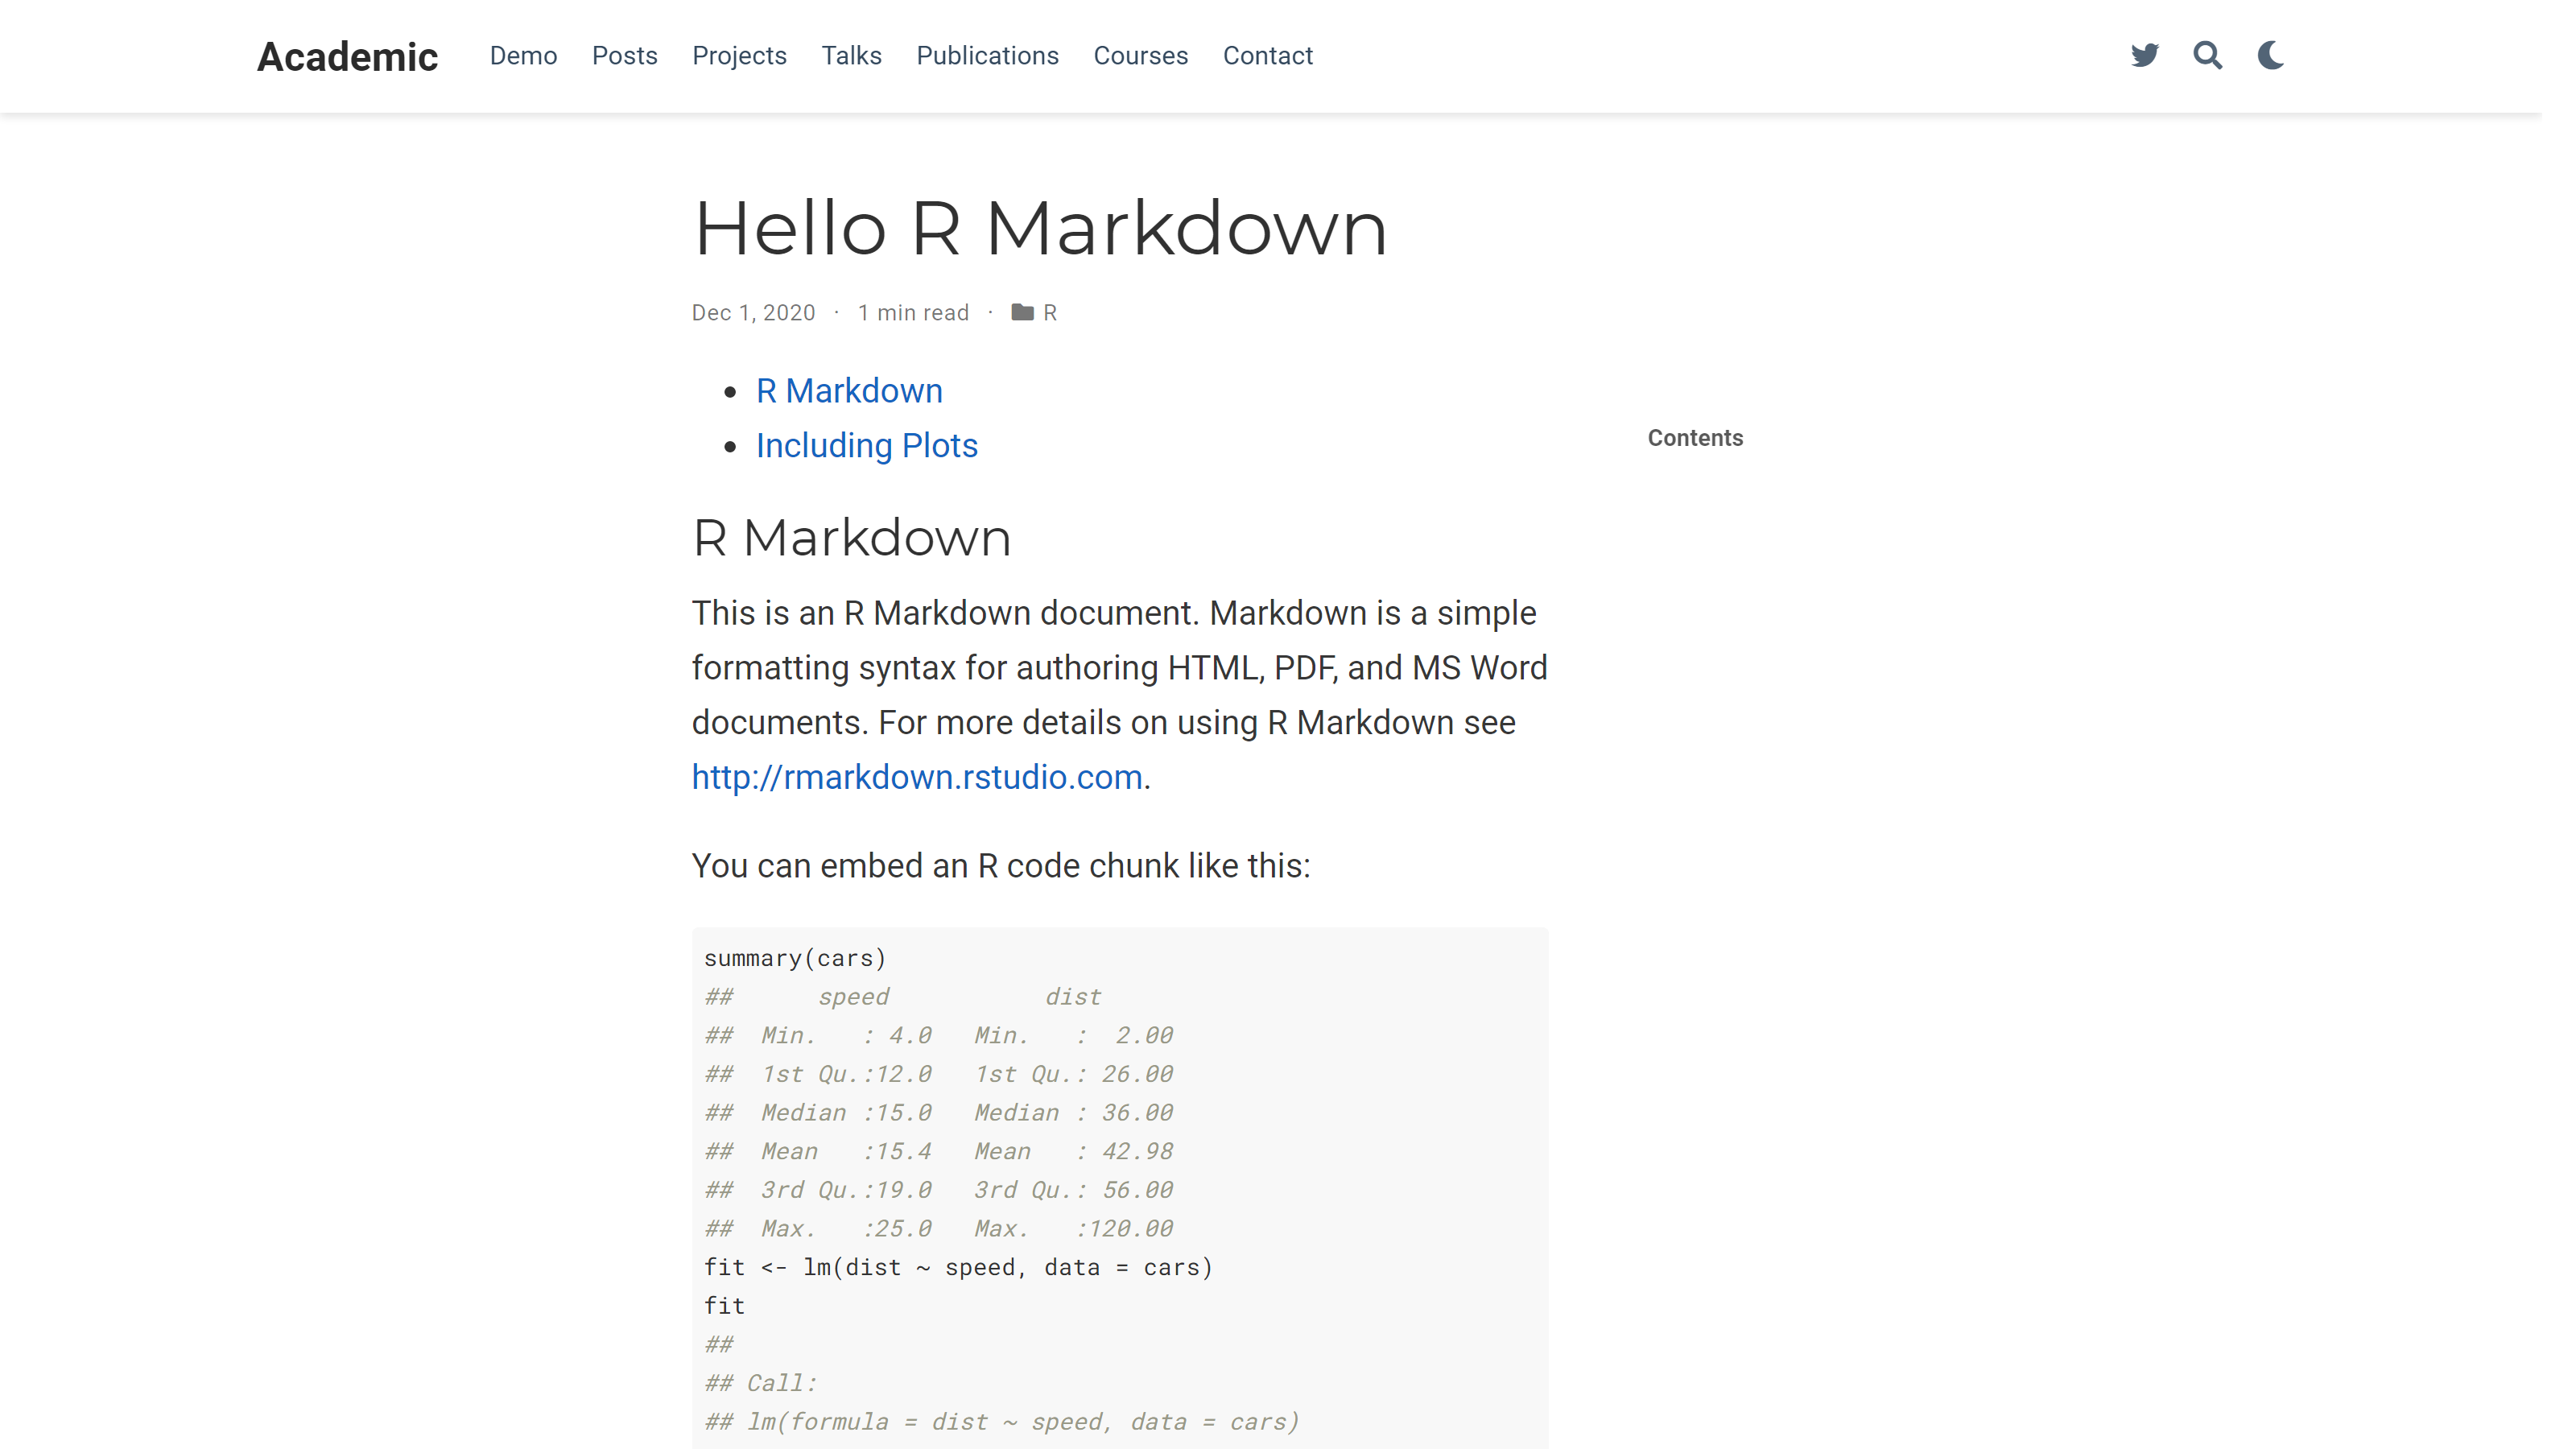 Academic Demo Posts Projects Talks Publications Courses Contact
Hello R Markdown
Dec 1, 2020 · 1 min read · R
• R Markdown
• Including Plots
Contents
R Markdown
This is an R Markdown document. Markdown is a simple
formatting syntax for authoring HTML, PDF, and MS Word
documents. For more details on using R Markdown see
http://rmarkdown.rstudio.com.
You can embed an R code chunk like this:
summary(cars)
##      speed           dist
##  Min.   : 4.0   Min.   :  2.00
##  1st Qu.:12.0   1st Qu.: 26.00
##  Median :15.0   Median : 36.00
##  Mean   :15.4   Mean   : 42.98
##  3rd Qu.:19.0   3rd Qu.: 56.00
##  Max.   :25.0   Max.   :120.00
fit <- lm(dist ~ speed, data = cars)
fit
##
## Call:
## lm(formula = dist ~ speed, data = cars)